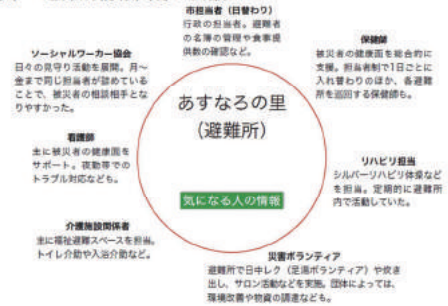 市担当者（日替わり）
行政の担当者。避難者
の名簿の管理や食事提
供数の確認など。
保健師
被災者の健康面を総合的に
支援。担当者制で1日ごとに
入れ替わりのほか、各避難
所を巡回する保健師も。
ソーシャルワーカー協会
日々の見守り活動を展開。月～
金まで同じ担当者が詰めている
ことで、被災者の相談相手とな
りやすかった。
あすなろの里
（避難所）
看護師
主に被災者の健康面を
サポート。夜勤等での
トラブル対応なども。
リハビリ担当
シルバーリハビリ体操など
を担当。定期的に避難所
内で活動していた。
気になる人の情報
介護施設関係者
主に福祉避難スペースを担当。
トイレ介助や入浴介助など。
災害ボランティア
避難所で日中レク（足湯ボランティア）や炊き
出し、サロン活動などを実施。団体によっては、
環境改善や物資の調達なども。